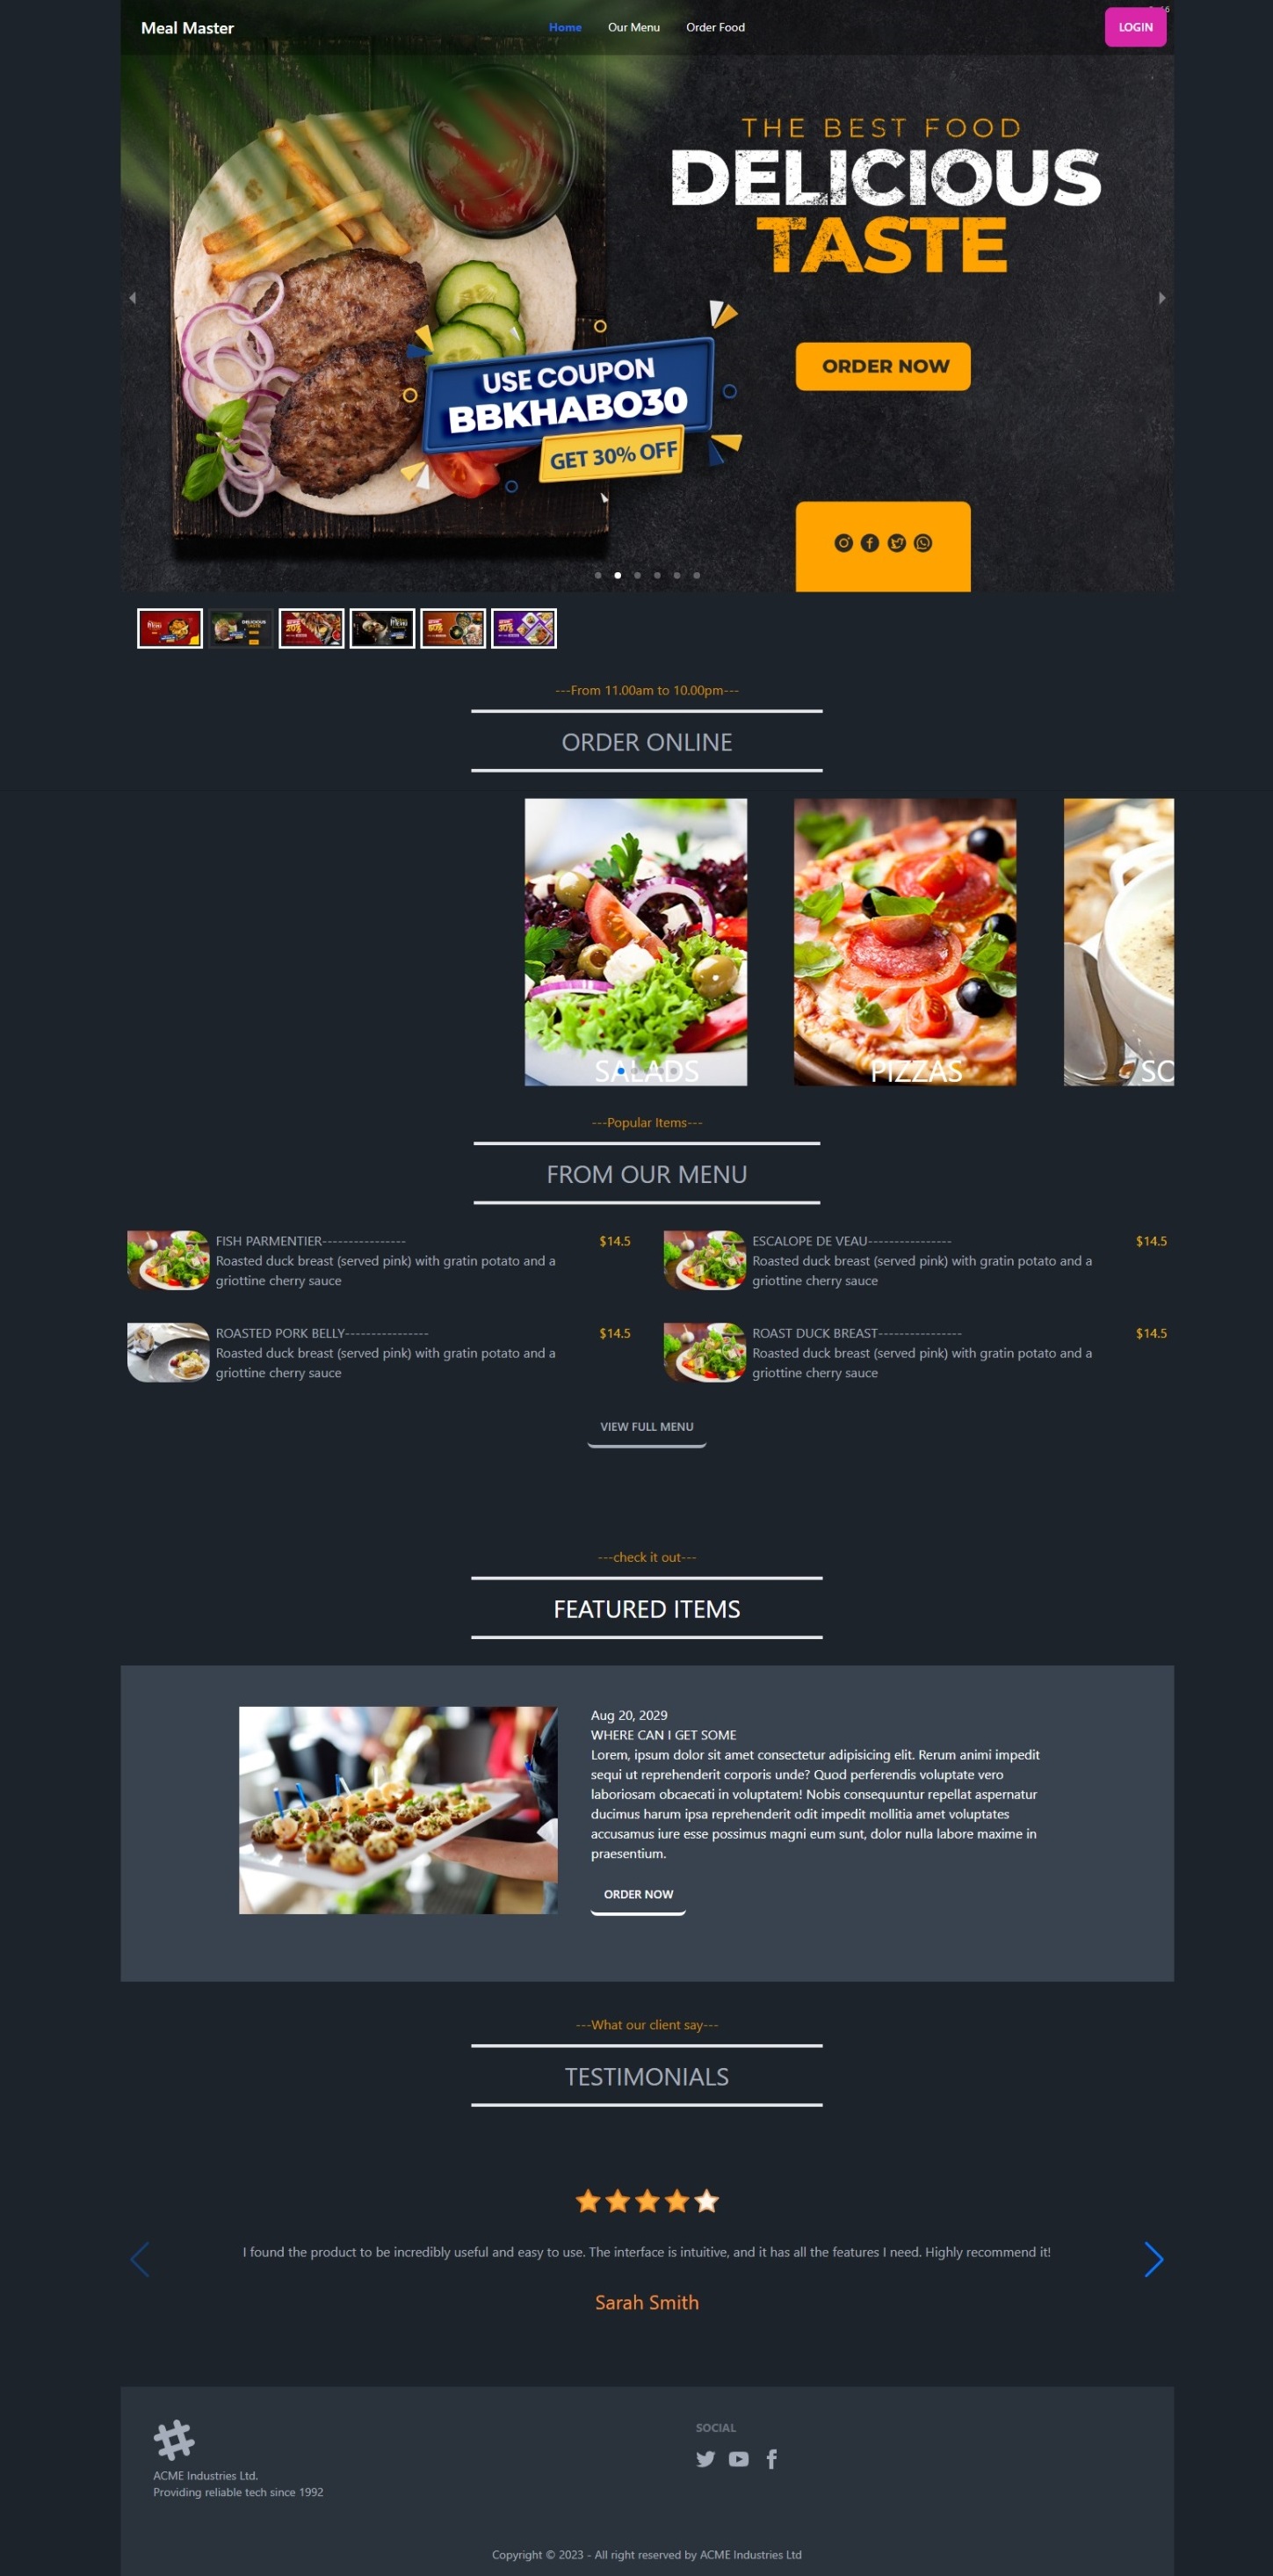 Meal Master
Home
Our Menu
Order Food
LOGIN
THE BEST FOOD
DELICIOUS
TASTE
USE COUPON
BBKHABO30
GET 30% OFF
ORDER NOW
---From 11.00am to 10.00pm---
ORDER ONLINE
SALADS
PIZZAS
SO
---Popular Items---
FROM OUR MENU
FISH PARMENTIER----------------
$14.5
Roasted duck breast (served pink) with gratin potato and a
griottine cherry sauce
ESCALOPE DE VEAU----------------
$14.5
Roasted duck breast (served pink) with gratin potato and a
griottine cherry sauce
ROASTED PORK BELLY----------------
$14.5
Roasted duck breast (served pink) with gratin potato and a
griottine cherry sauce
ROAST DUCK BREAST----------------
$14.5
Roasted duck breast (served pink) with gratin potato and a
griottine cherry sauce
VIEW FULL MENU
---check it out---
FEATURED ITEMS
Aug 20, 2029
WHERE CAN I GET SOME
Lorem, ipsum dolor sit amet consectetur adipisicing elit. Rerum animi impedit
sequi ut reprehenderit corporis unde? Quod perferendis voluptate vero
laboriosam obcaecati in voluptatem! Nobis consequuntur repellat aspernatur
ducimus harum ipsa reprehenderit odit impedit mollitia amet voluptates
accusamus iure esse possimus magni eum sunt, dolor nulla labore maxime in
praesentium.
ORDER NOW
---What our client say---
TESTIMONIALS
I found the product to be incredibly useful and easy to use. The interface is intuitive, and it has all the features I need. Highly recommend it!
Sarah Smith
ACME Industries Ltd.
Providing reliable tech since 1992
SOCIAL
Copyright © 2023 - All right reserved by ACME Industries Ltd